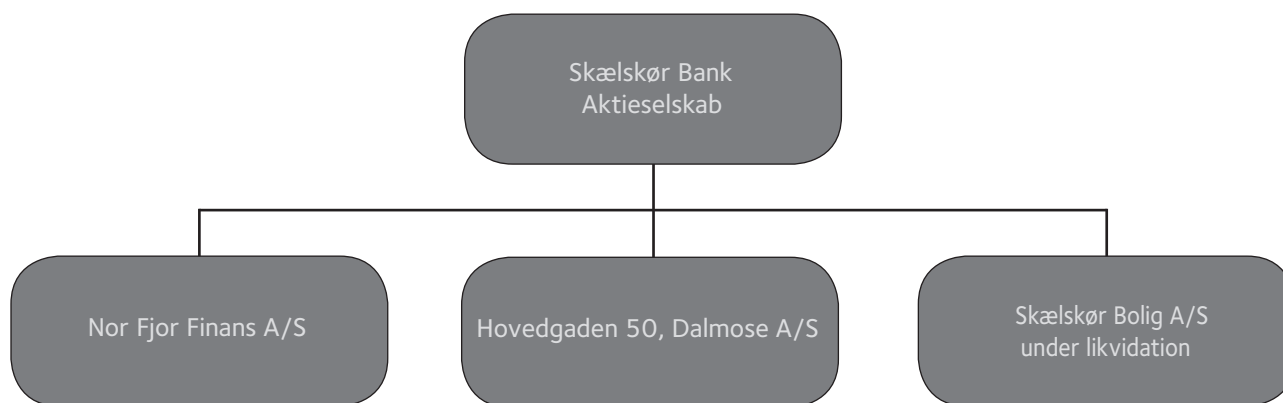 Skælskør Bank
Aktieselskab
Nor Fjor Finans A/S
Hovedgaden 50, Dalmose A/S
Skælskør Bolig A/S
under likvidation